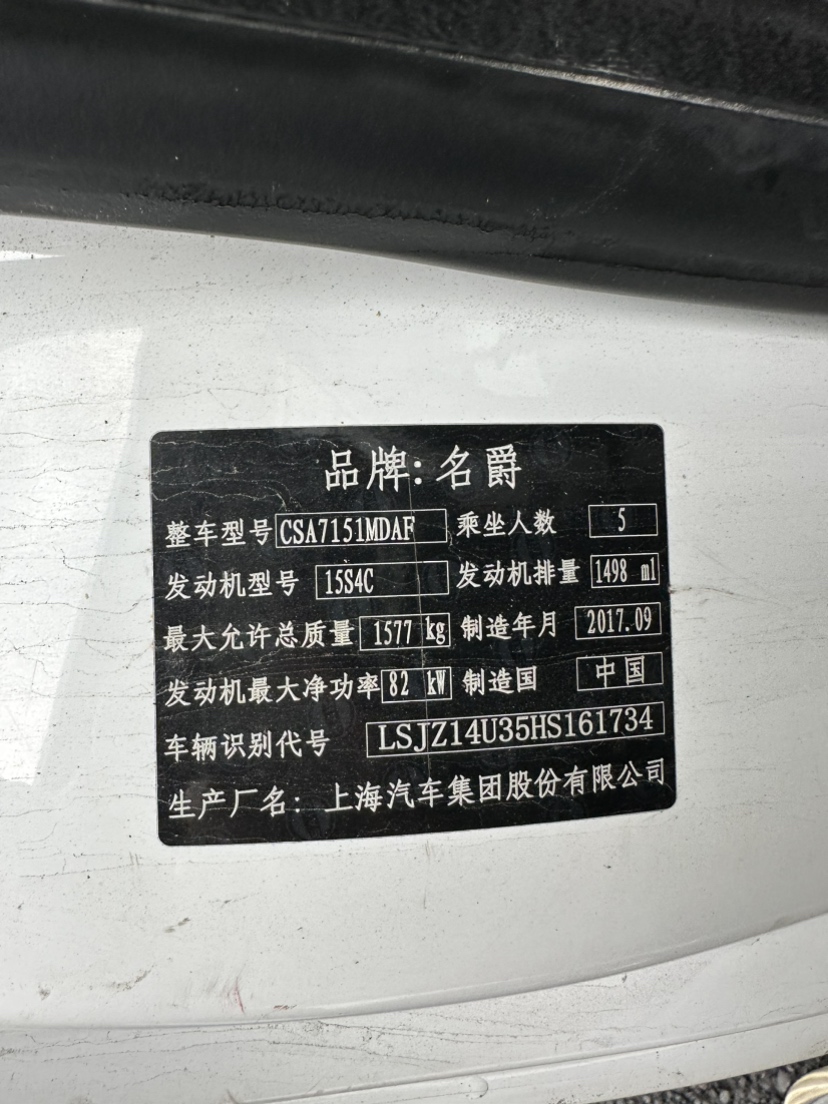 品牌：名爵
整车型号 CSA7151MDAF 乘坐人数 5
发动机型号 15S4C 发动机排量 1498 ml
最大允许总质量 1577 kg 制造年月 2017.09
发动机最大净功率 82 kW 制造国 中国
车辆识别代号 LSJZ14U35HS161734
生产厂名：上海汽车集团股份有限公司